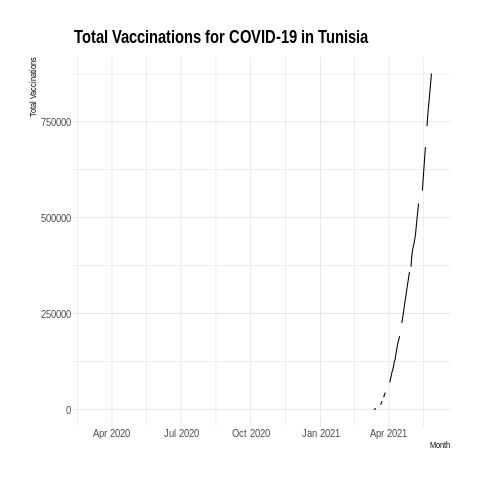 Total Vaccinations for COVID-19 in Tunisia
Total Vaccinations
750000
500000
250000
0
Apr 2020 Jul 2020 Oct 2020 Jan 2021 Apr 2021
Month